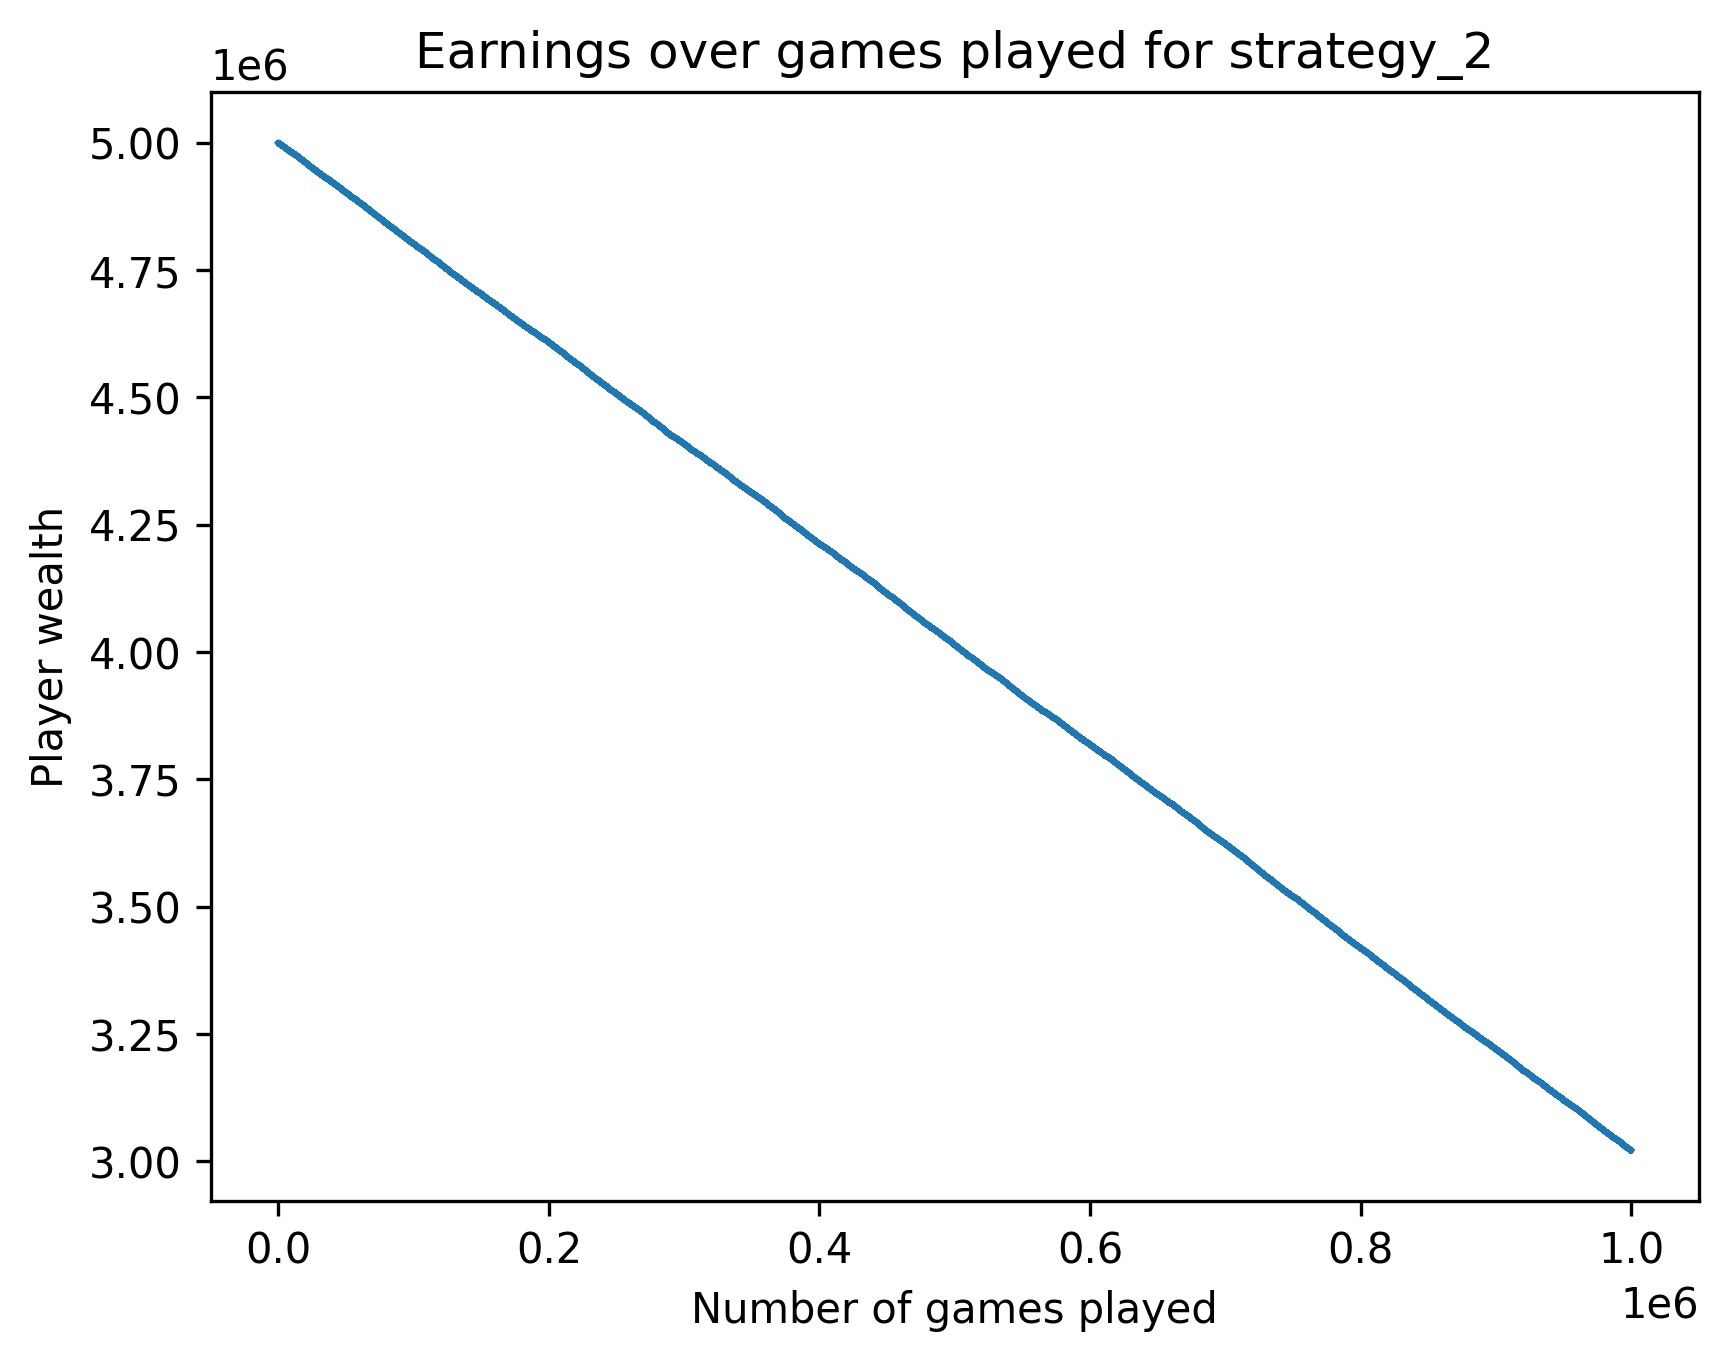 Earnings over games played for strategy_2
1e6
5.00
4.75
4.50
4.25
4.00
3.75
3.50
3.25
3.00
Player wealth
0.0 0.2 0.4 0.6 0.8 1.0
1e6
Number of games played